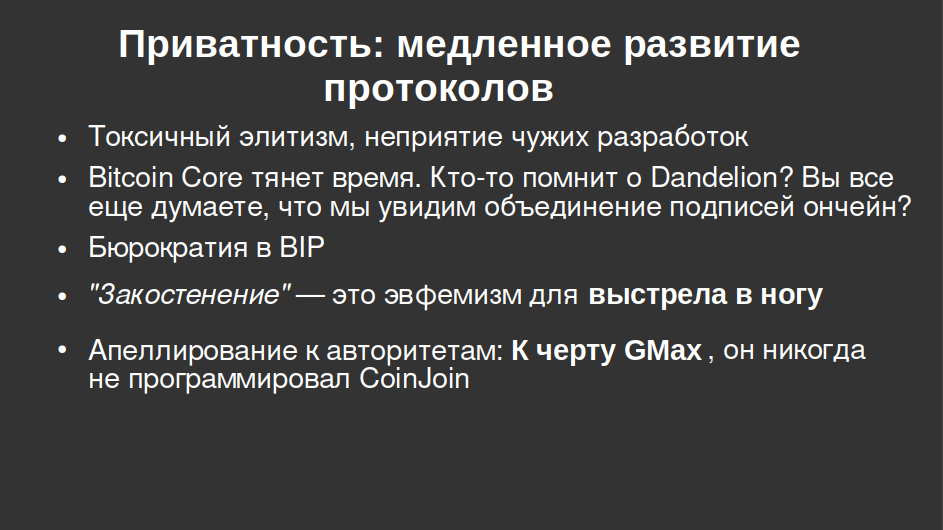 Приватность: медленное развитие
протоколов
• Токсичный элитизм, неприятие чужих разработок
• Bitcoin Core тянет время. Кто-то помнит о Dandelion? Вы все
еще думаете, что мы увидим объединение подписей ончейн?
• Бюрократия в BIP
• "Закостенение" — это эвфемизм для выстрела в ногу
• Апеллирование к авторитетам: К черту GMax , он никогда
не программировал CoinJoin